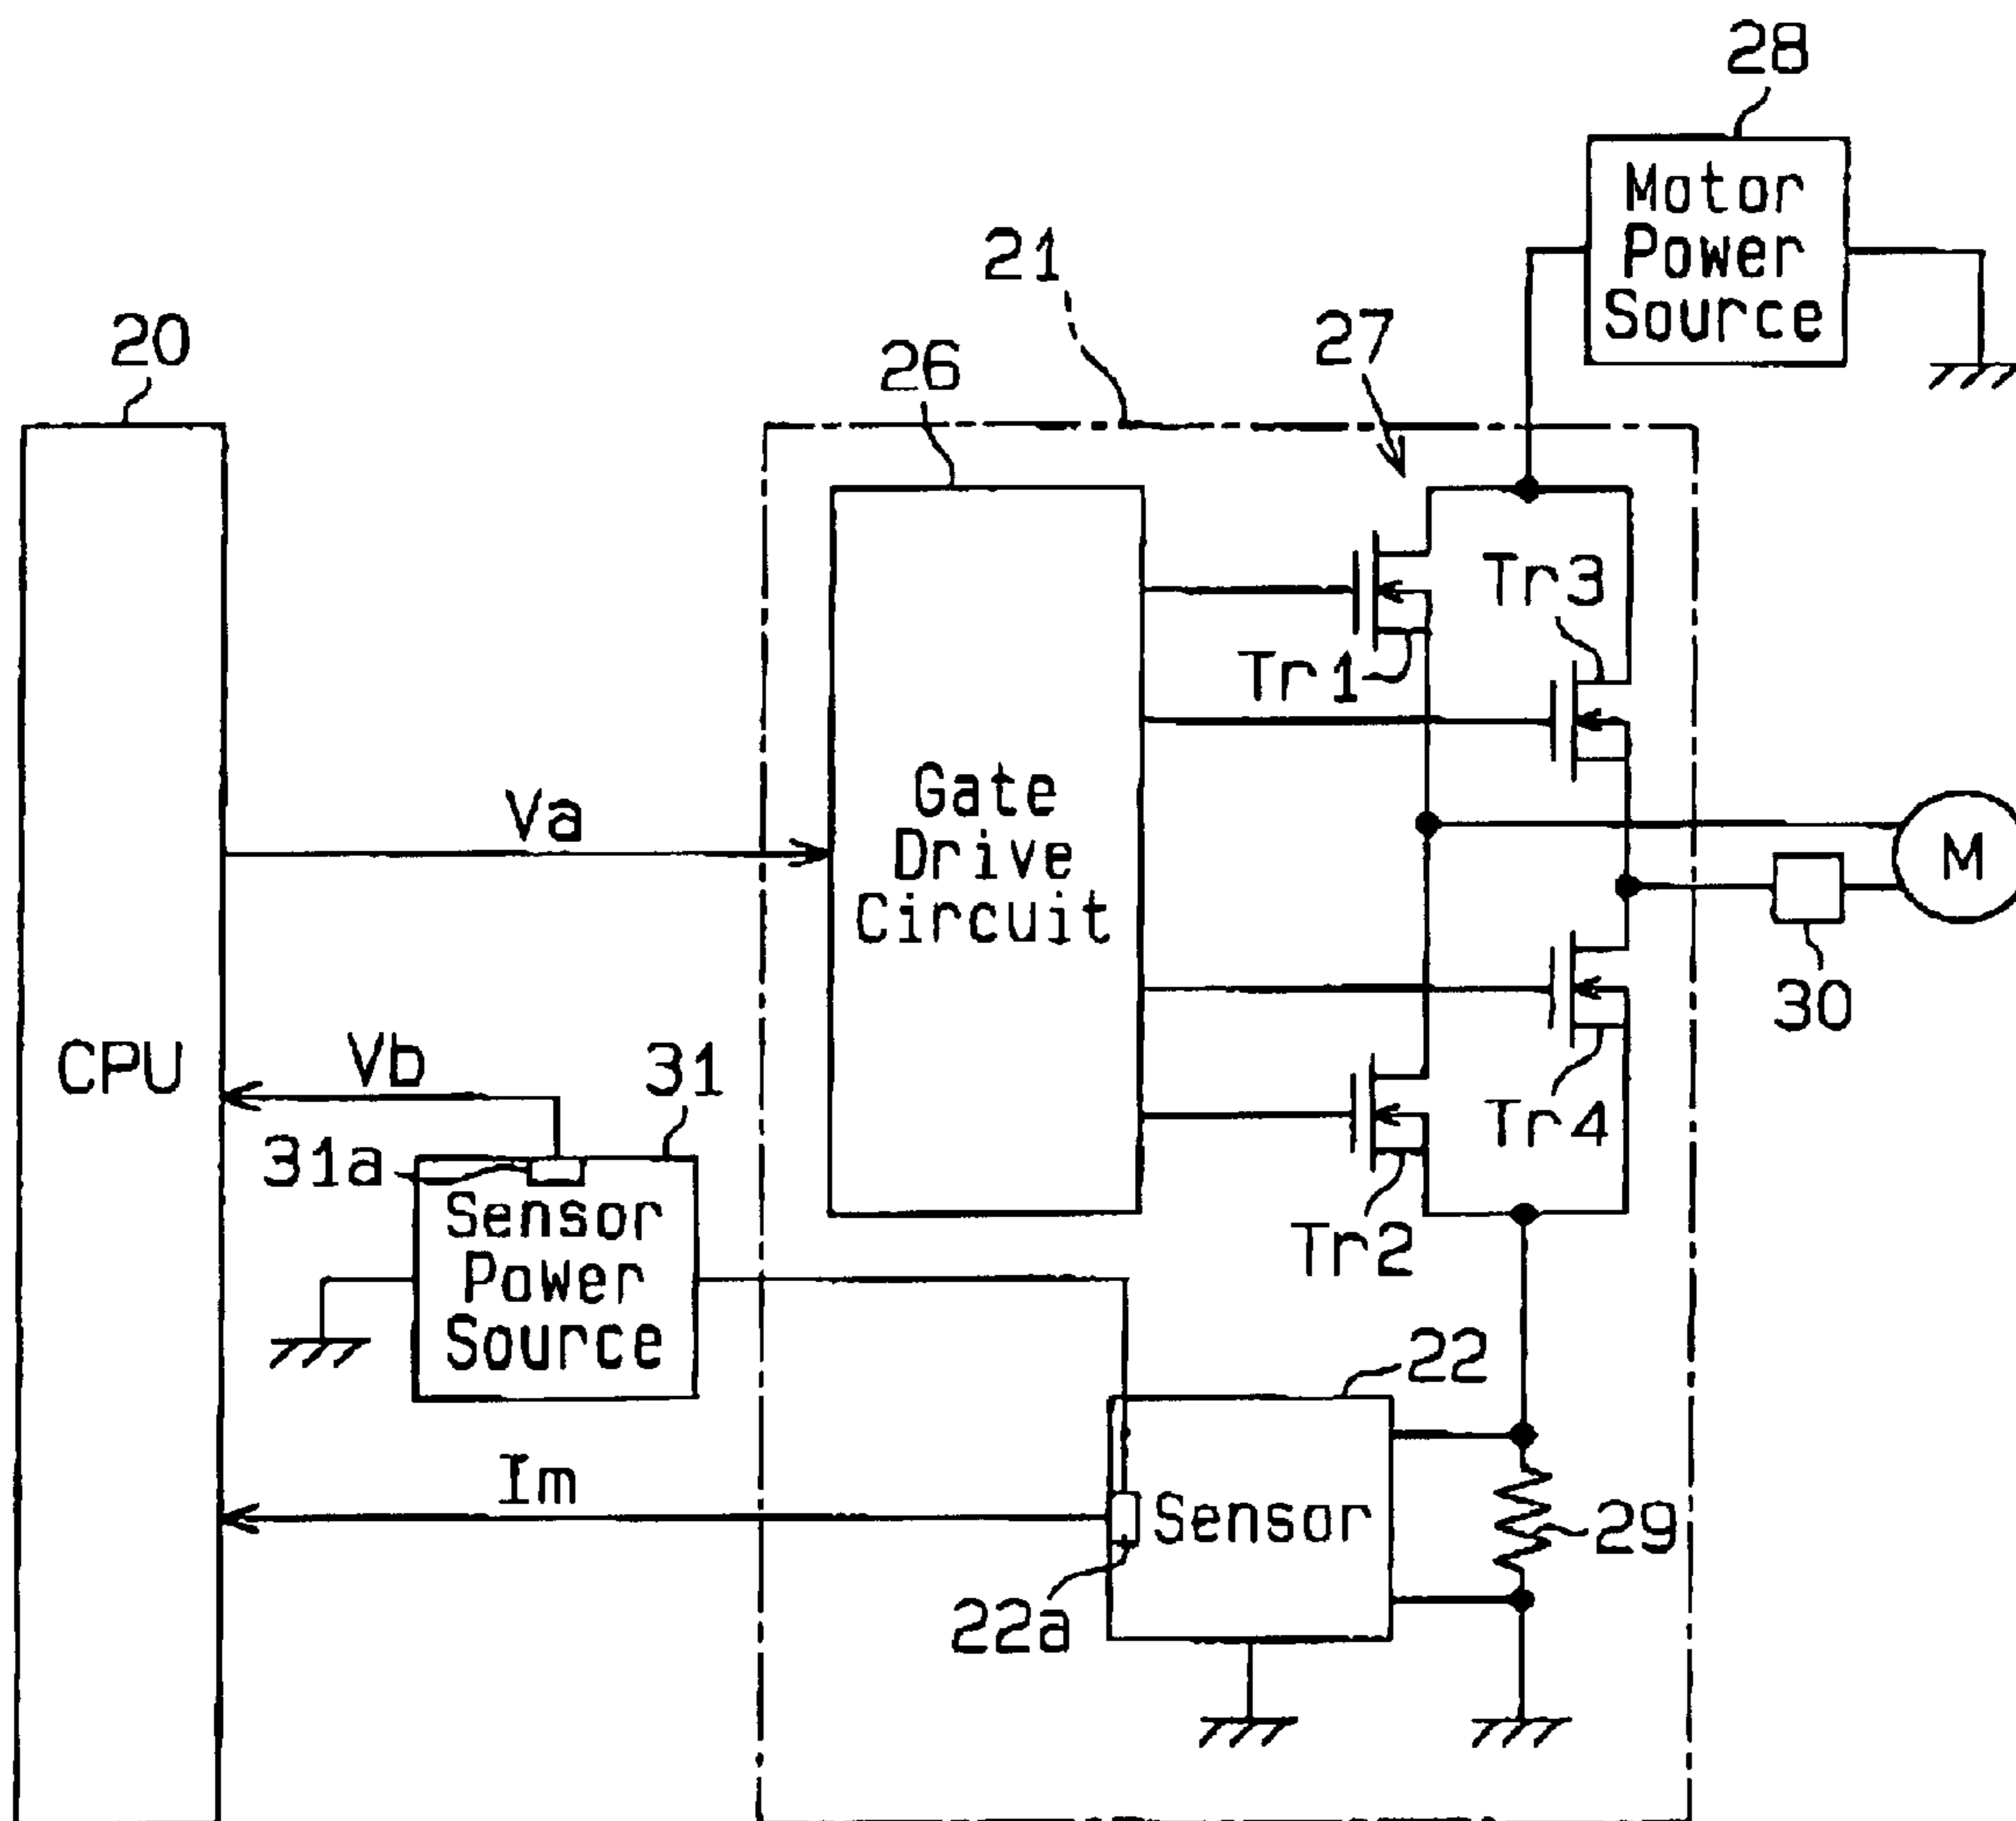 28
Motor
Power
Source
21
27
20
26
Tr3
Tr1
Gate
Drive
Circuit
Va
M
30
CPU
Vb
31
31a
Tr4
Sensor
Power
Source
Tr2
22
Im
Sensor
29
22a